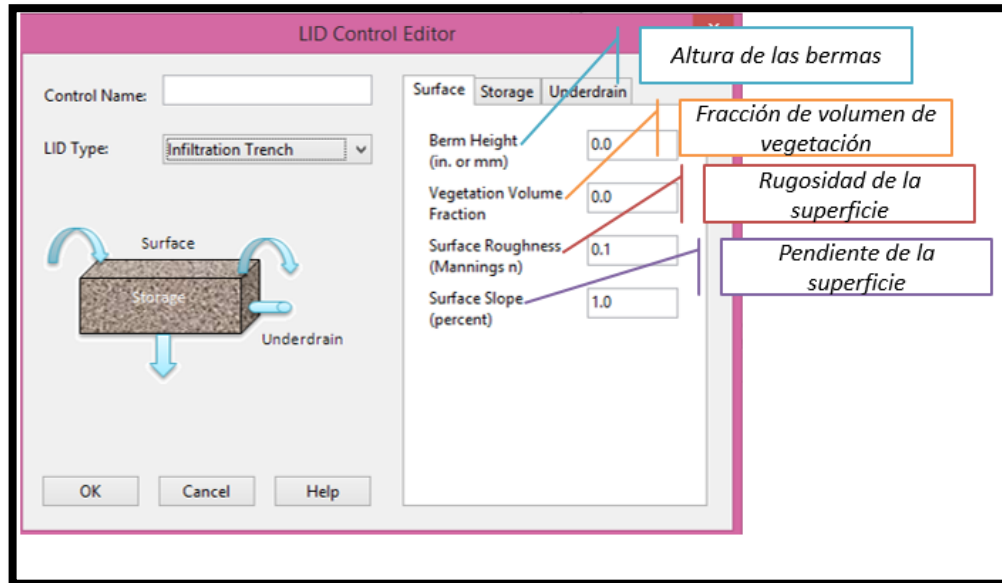 LID Control Editor
Control Name:
LID Type:
Infiltration Trench
Surface
Storage
Underdrain
OK
Cancel
Help
Surface
Storage
Underdrain
Berm Height
(in. or mm)
0.0
Vegetation Volume
Fraction
0.0
Surface Roughness
(Mannings n)
0.1
Surface Slope
(percent)
1.0
Altura de las bermas
Fracción de volumen de
vegetación
Rugosidad de la
superficie
Pendiente de la
superficie